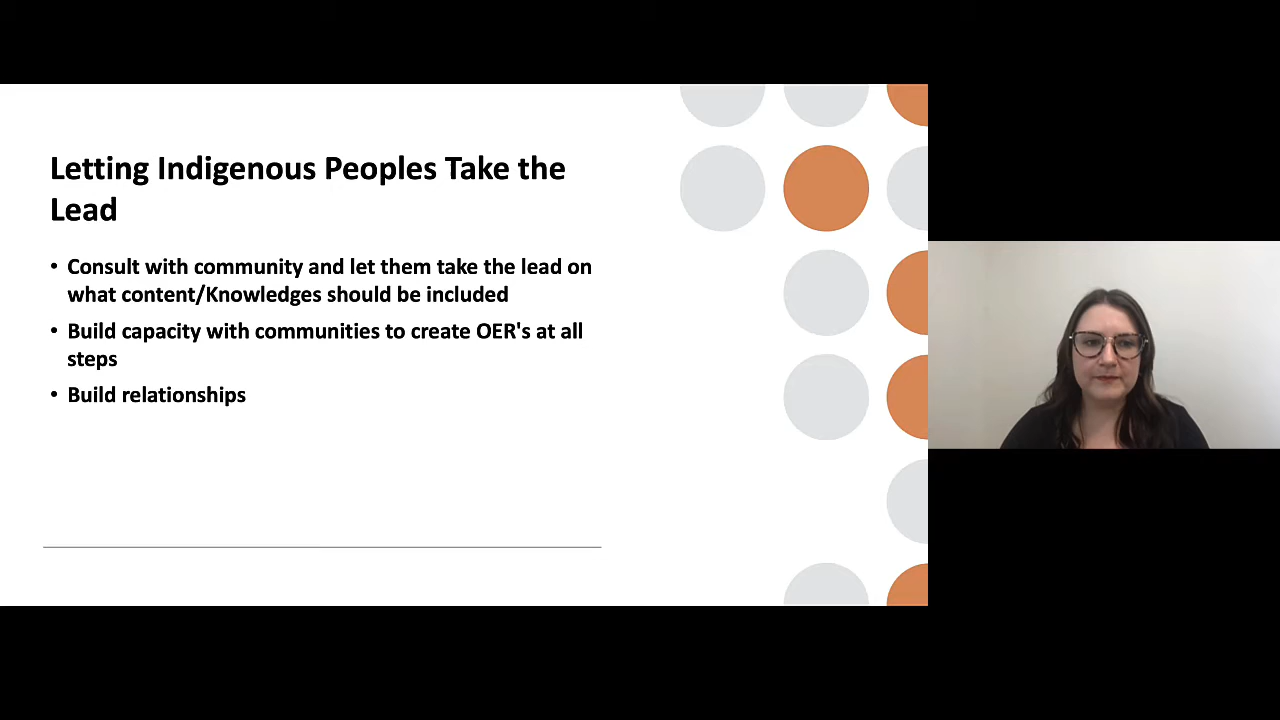 Letting Indigenous Peoples Take the
Lead
• Consult with community and let them take the lead on
what content/Knowledges should be included
• Build capacity with communities to create OER's at all
steps
• Build relationships